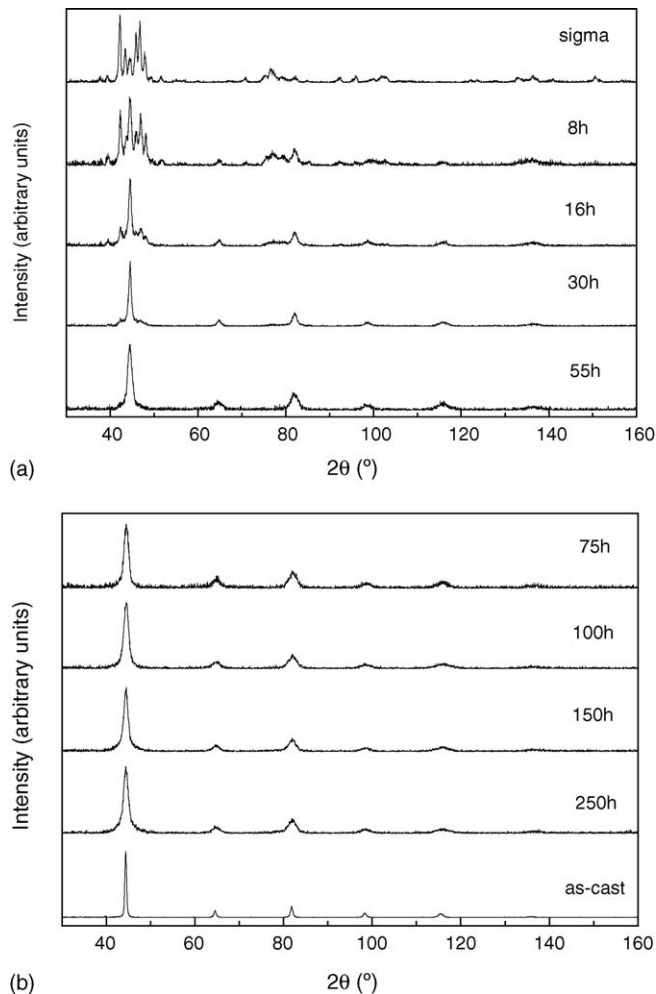 sigma
8h
16h
30h
55h
Intensity (arbitrary units)
40 60 80 100 120 140 160
(a)
2θ (º)
75h
100h
150h
250h
as-cast
Intensity (arbitrary units)
40 60 80 100 120 140 160
(b)
2θ (º)